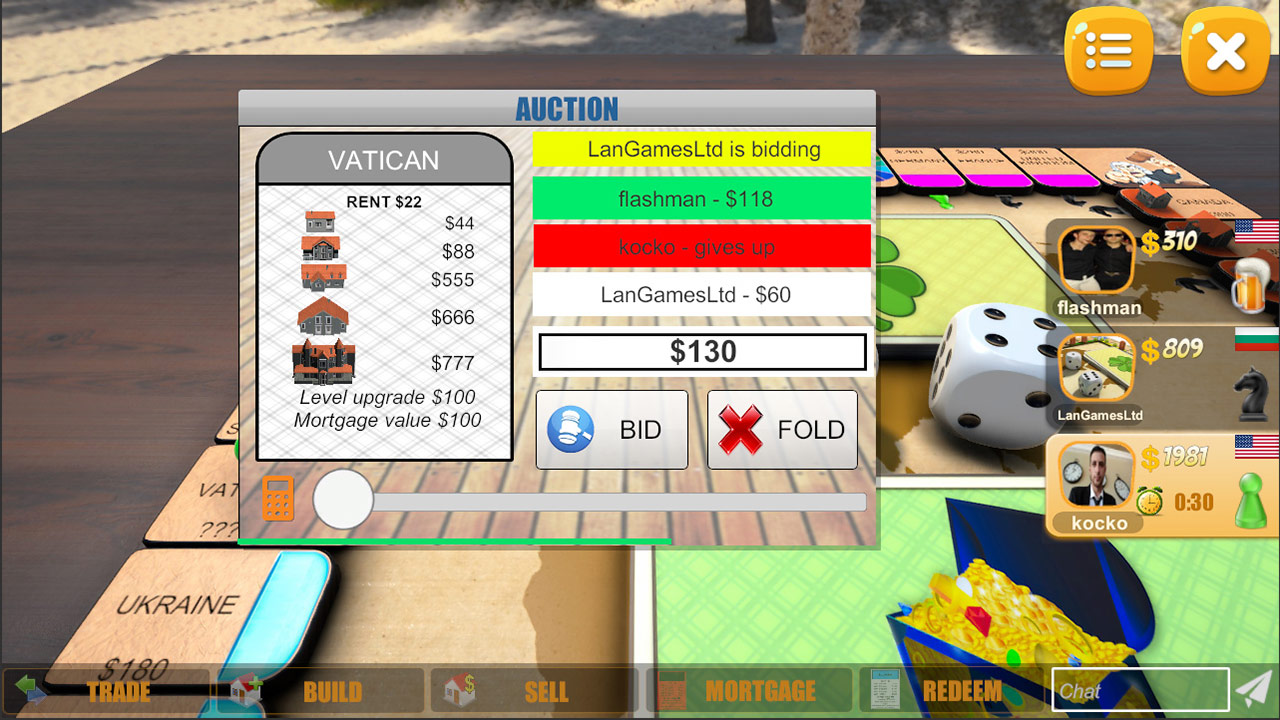 AUCTION
VATICAN
RENT $22
$44
$88
$555
$666
$777
Level upgrade $100
Mortgage value $100
LanGamesLtd is bidding
flashman - $118
kocko - gives up
LanGamesLtd - $60
$130
BID
FOLD
CANADA
$310
flashman
$809
LanGamesLtd
$1981
0:30
kocko
VAT
???
UKRAINE
$180
TRADE
BUILD
SELL
MORTGAGE
REDEEM
Chat